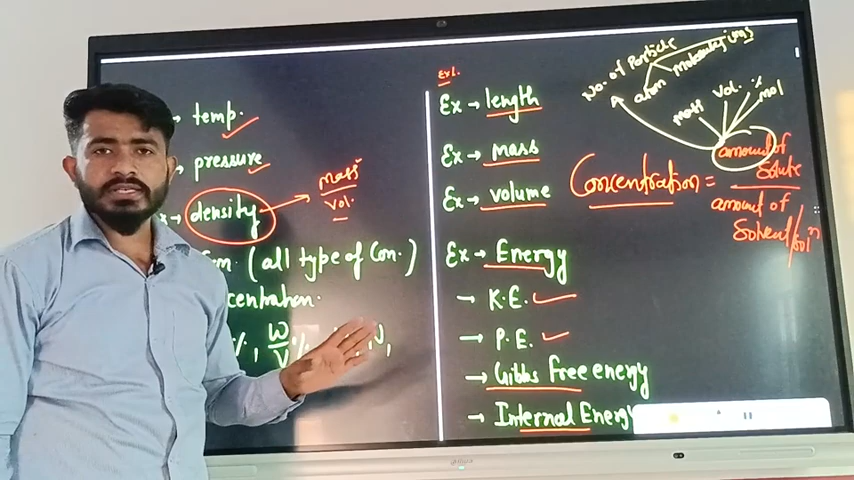 temp.
pressure
density → mass / vol.
(all type of Con.)
W/V %
Ext.
Ex → length
Ex → mass
Ex → volume
Ex → Energy
→ K.E.
→ P.E.
→ Gibbs free energy
→ Internal Energy
No. of Particle
atom molecules ions
mass vol. % mol
Concentration = amount of solute
amount of
solvent/soln